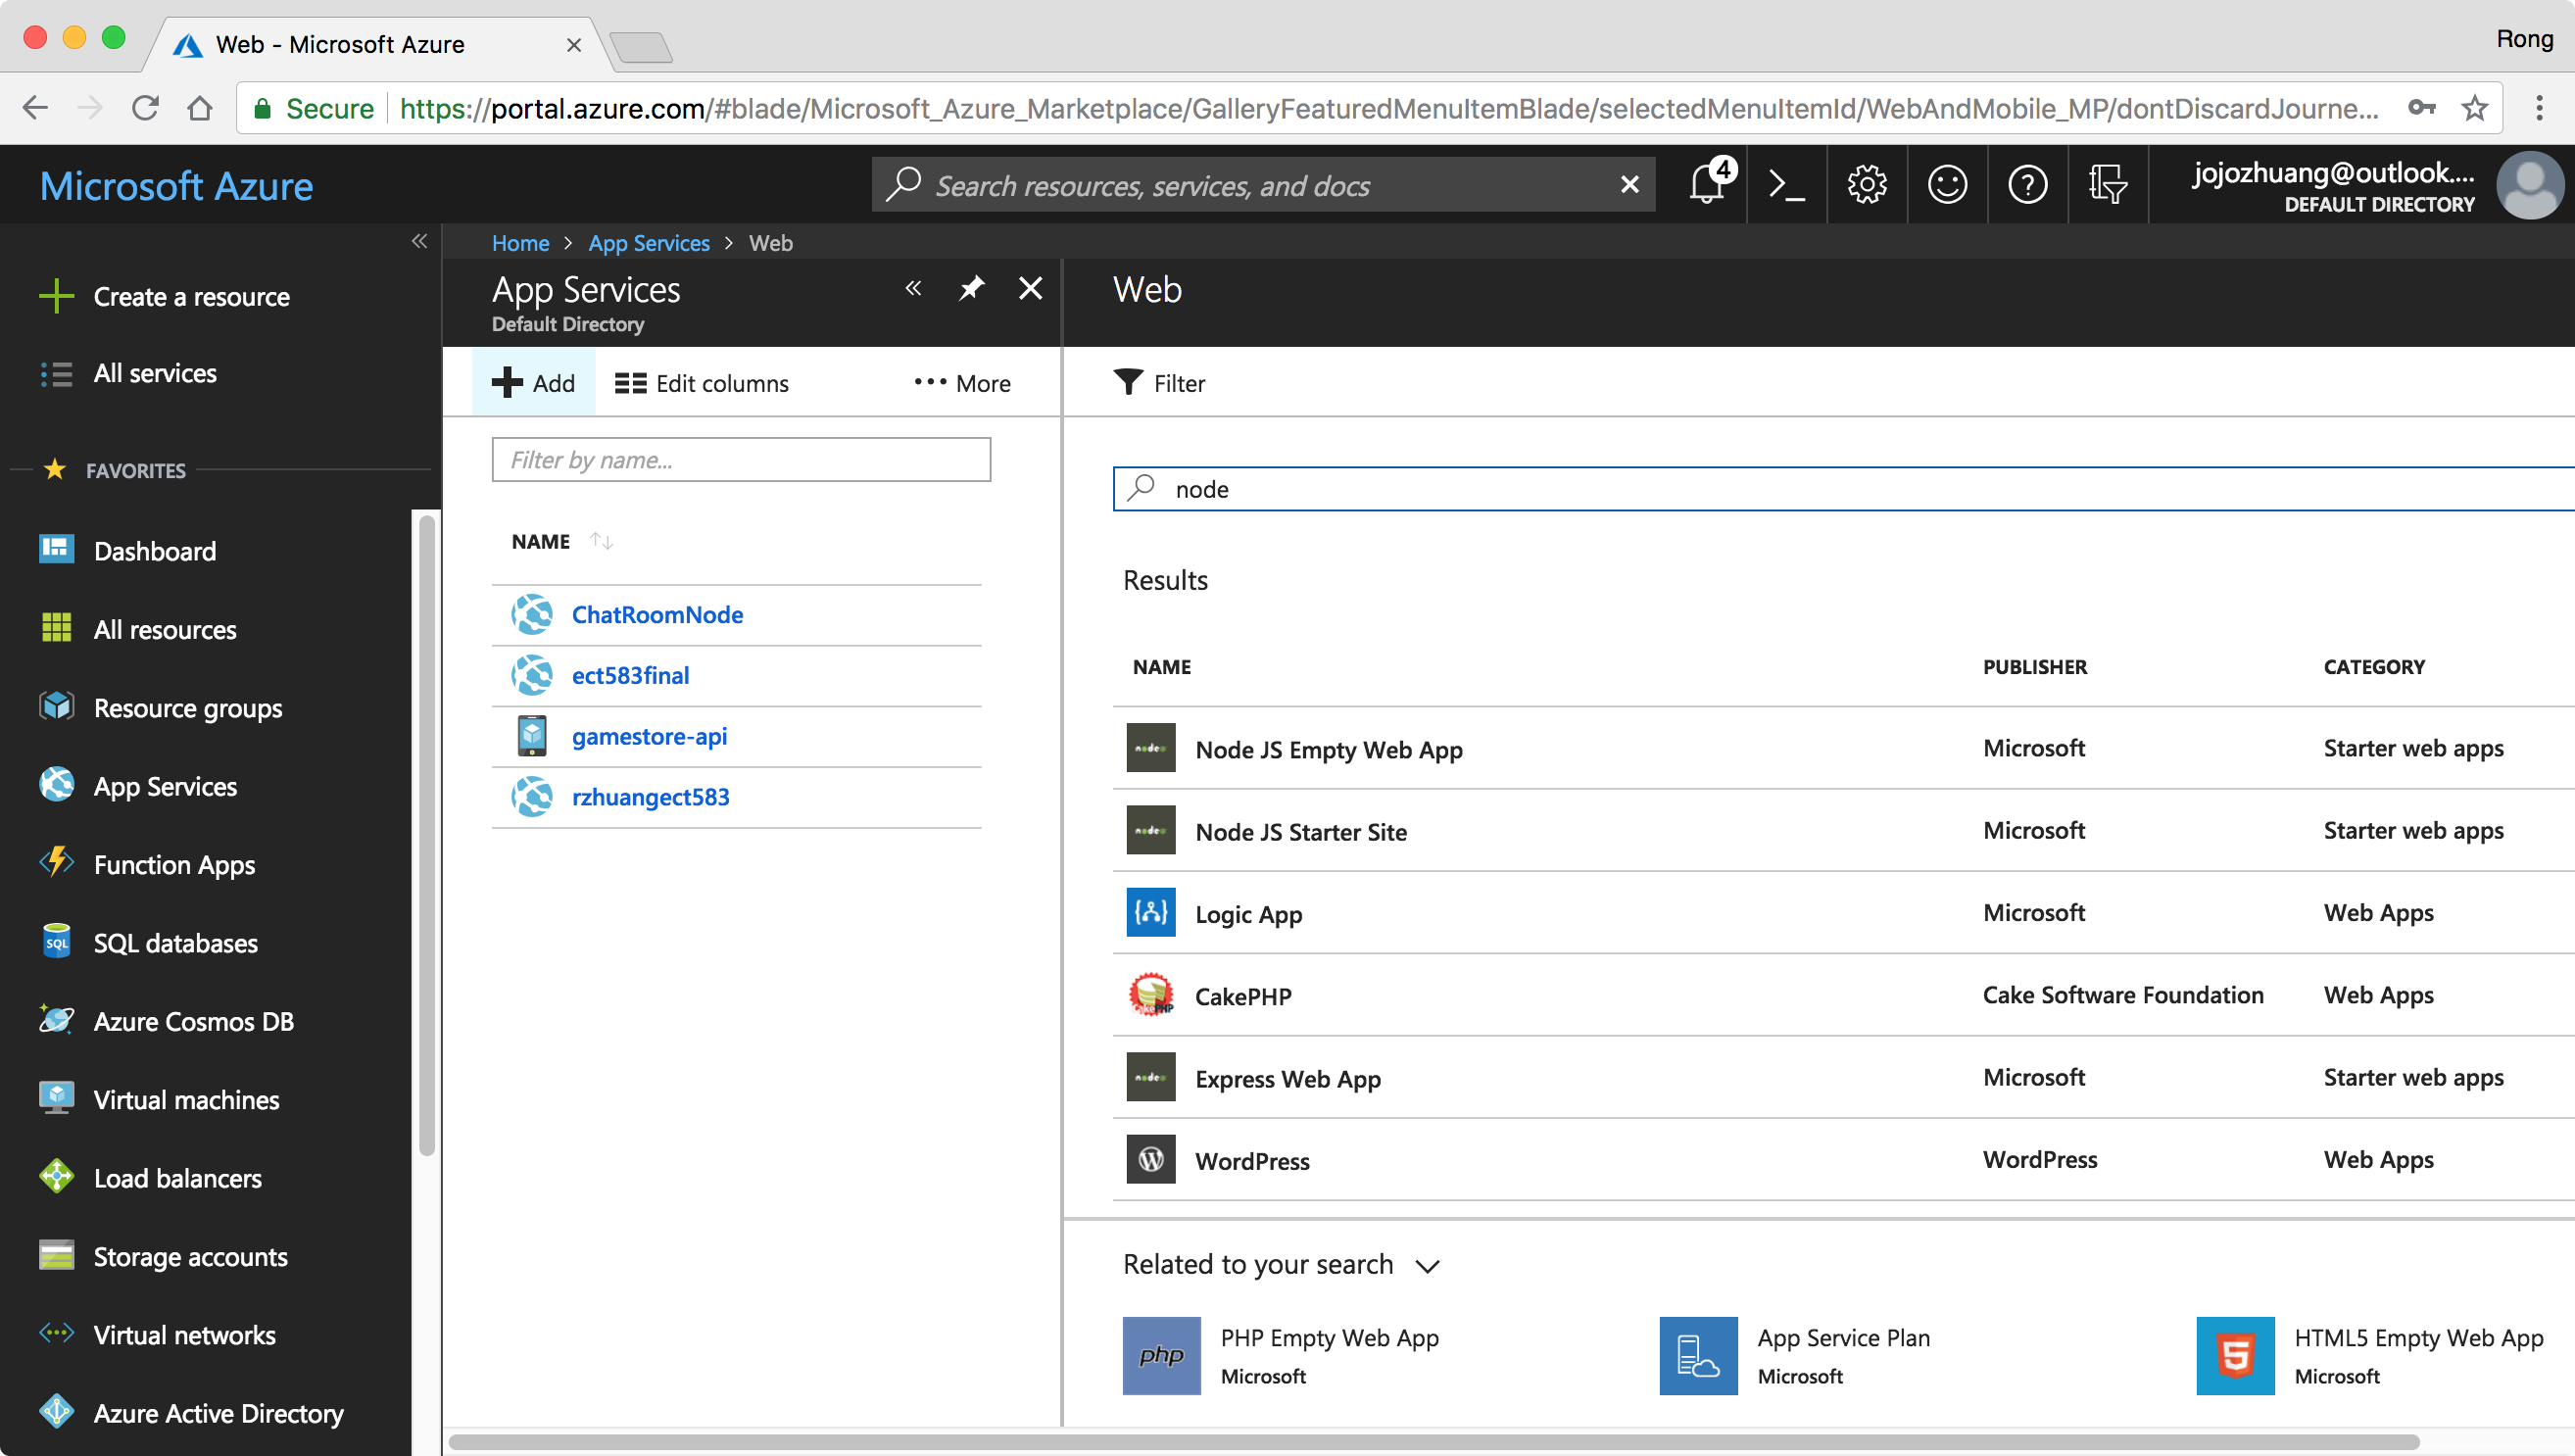 Web - Microsoft Azure
Rong
Secure https://portal.azure.com/#blade/Microsoft_Azure_Marketplace/GalleryFeaturedMenuItemBlade/selectedMenuItemId/WebAndMobile_MP/dontDiscardJourne...
Microsoft Azure
Search resources, services, and docs
4
jojozhuang@outlook....
DEFAULT DIRECTORY
Home > App Services > Web
Create a resource
All services
FAVORITES
Dashboard
All resources
Resource groups
App Services
Function Apps
SQL
SQL databases
Azure Cosmos DB
Virtual machines
Load balancers
Storage accounts
Virtual networks
Azure Active Directory
App Services
Default Directory
Add
Edit columns
More
Filter by name...
NAME
ChatRoomNode
ect583final
gamestore-api
rzhuangect583
Web
Filter
node
Results
NAME PUBLISHER CATEGORY
node Node JS Empty Web App Microsoft Starter web apps
node Node JS Starter Site Microsoft Starter web apps
Logic App Microsoft Web Apps
CakePHP CakePHP Cake Software Foundation Web Apps
node Express Web App Microsoft Starter web apps
WordPress WordPress Web Apps
Related to your search
php
PHP Empty Web App
Microsoft
App Service Plan
Microsoft
5
HTML5 Empty Web App
Microsoft